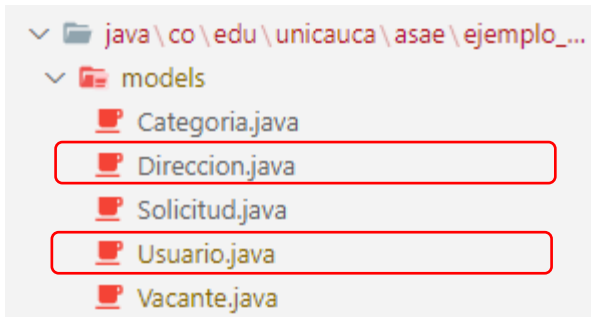 java\co\edu\unicauca\asae\ejemplo_...
models
Categoria.java
Direccion.java
Solicitud.java
Usuario.java
Vacante.java